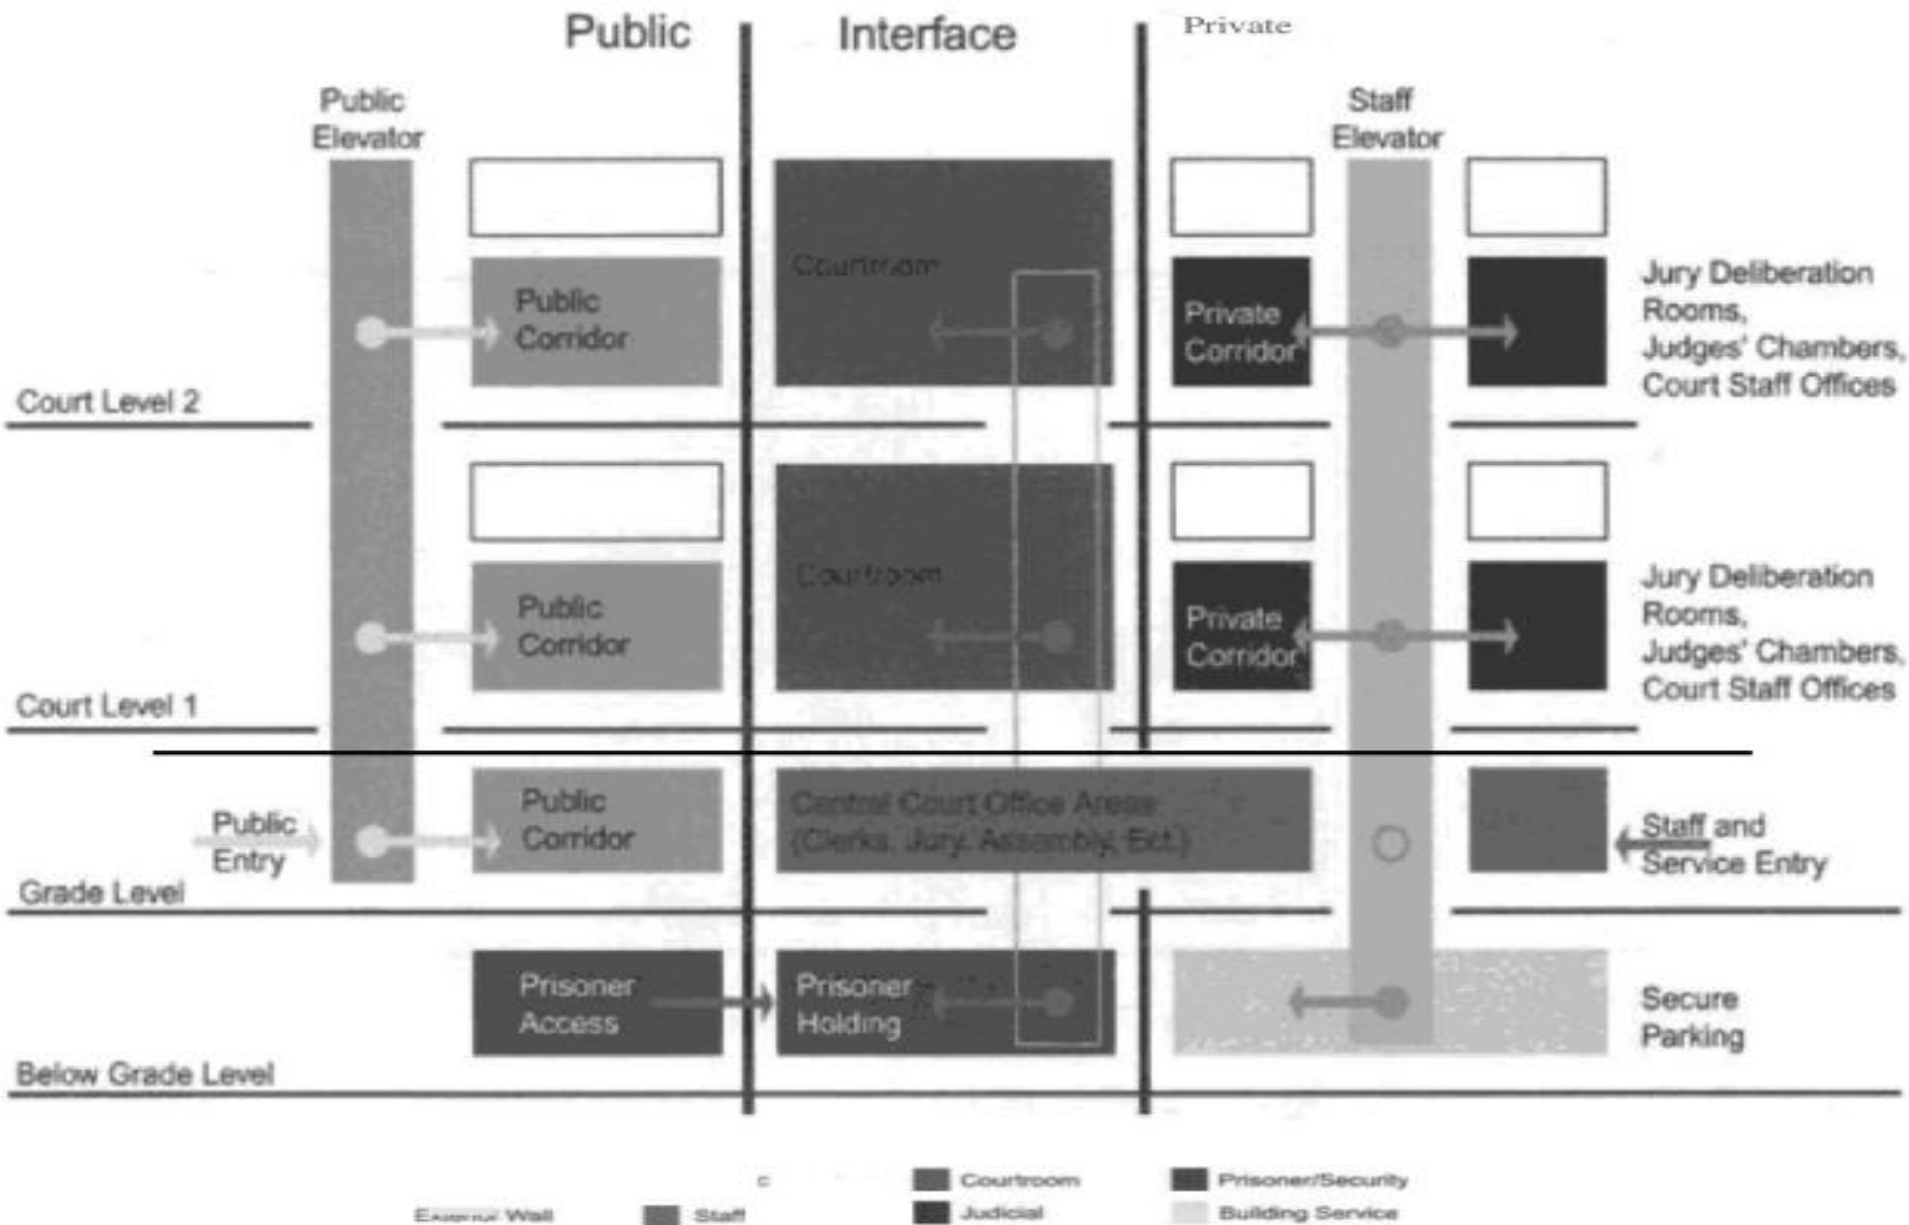 Public
Interface
Private
Public
Elevator
Staff
Elevator
Courtroom
Public
Corridor
Private
Corridor
Jury Deliberation
Rooms,
Judges' Chambers,
Court Staff Offices
Court Level 2
Courtroom
Public
Corridor
Private
Corridor
Jury Deliberation
Rooms,
Judges' Chambers,
Court Staff Offices
Court Level 1
Public
Entry
Public
Corridor
Central Court Office Areas
(Clerks, Jury. Assembly, Ect.)
Staff and
Service Entry
Grade Level
Prisoner
Access
Prisoner
Holding
Secure
Parking
Below Grade Level
Courtroom
Prisoner/Security
Wall
Staff
Judicial
Building Service